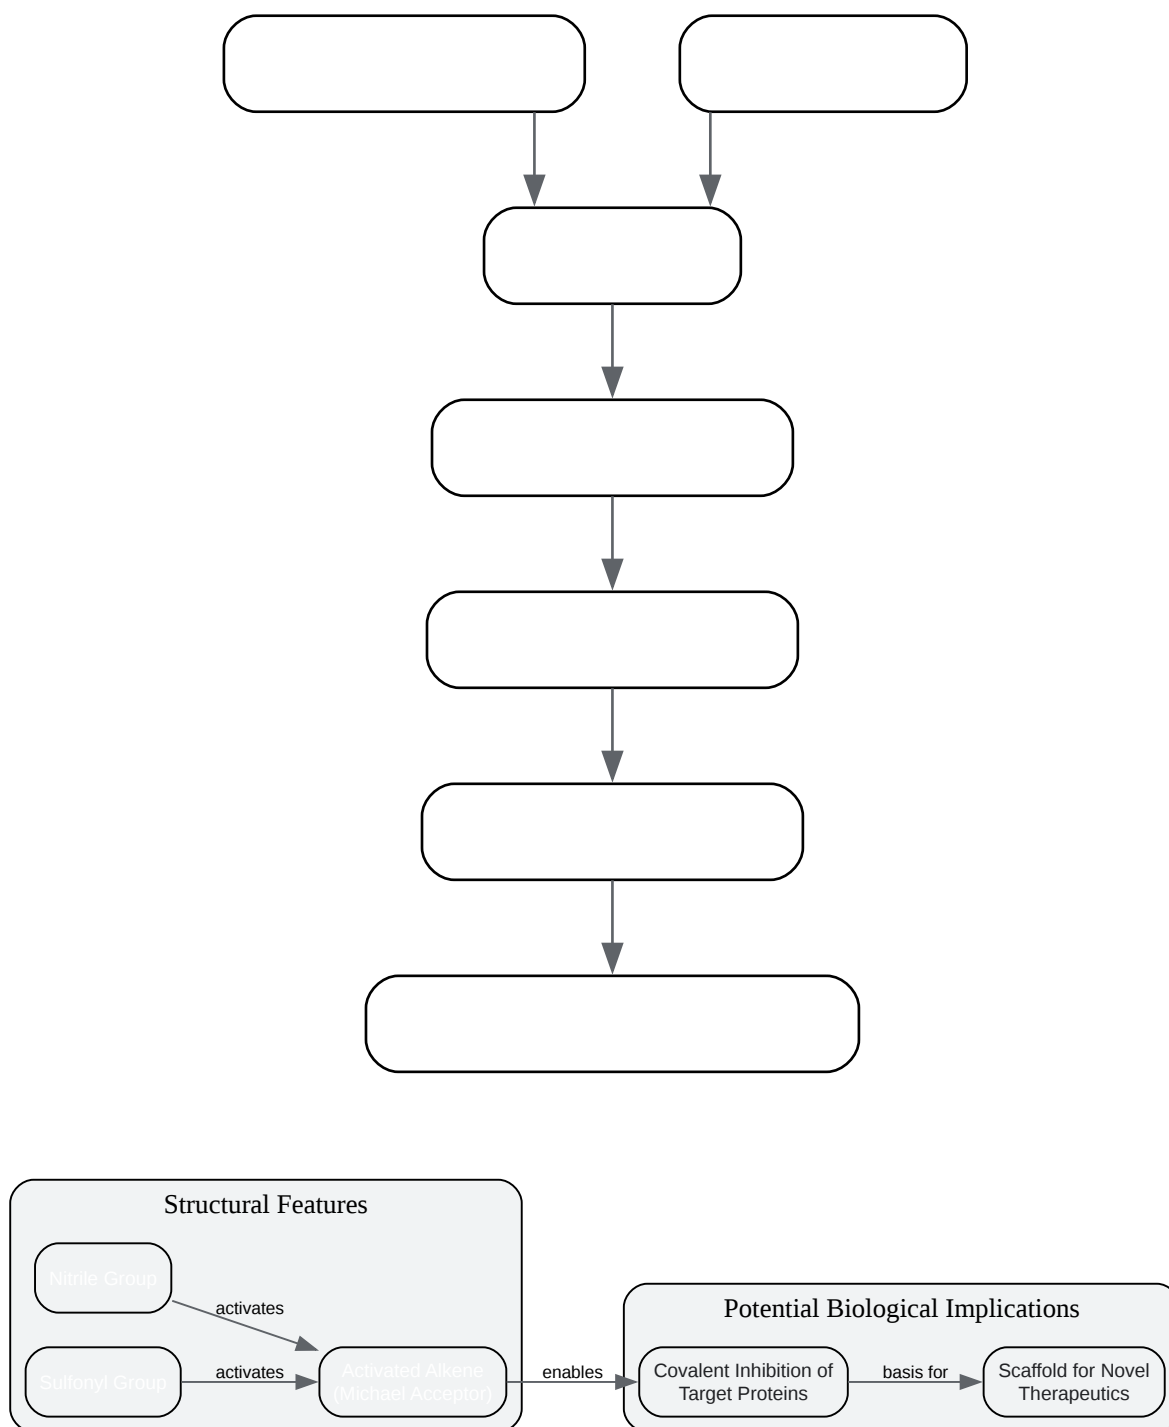 Structural Features
Nitrile Group
activates
Sulfonyl Group
activates
Activated Alkene
(Michael Acceptor)
enables
Potential Biological Implications
Covalent Inhibition of
Target Proteins
basis for
Scaffold for Novel
Therapeutics